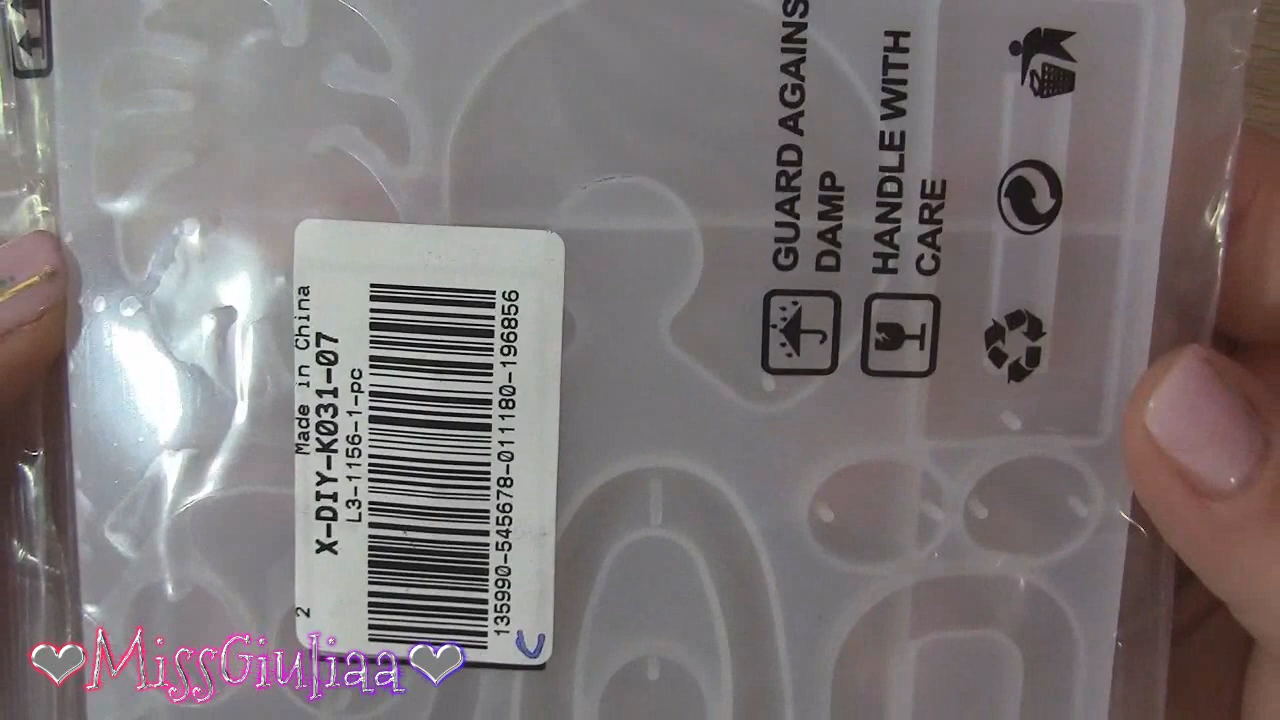 GUARD AGAINS
DAMP
HANDLE WITH
CARE
Made in China
X-DIY-K031-07
L3-1156-1-pc
2
135990-545678-011180-196856
C
MissGiuliaa